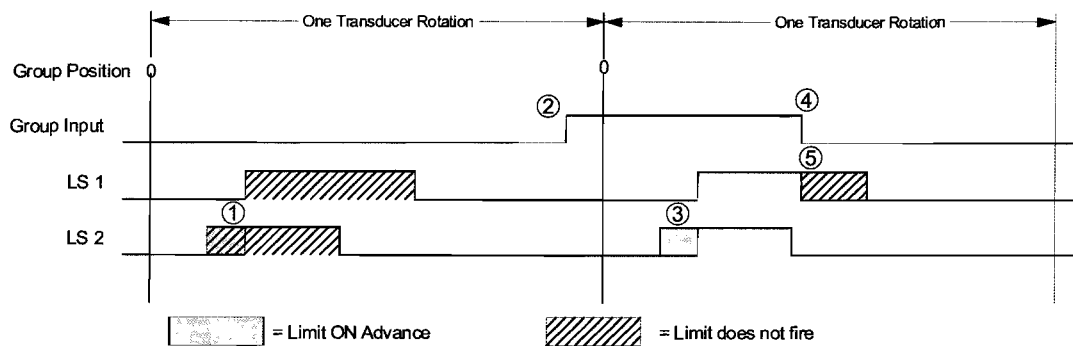 One Transducer Rotation One Transducer Rotation
Group Position 0 0
② ④
Group Input
⑤
LS 1
① ③
LS 2
= Limit ON Advance = Limit does not fire